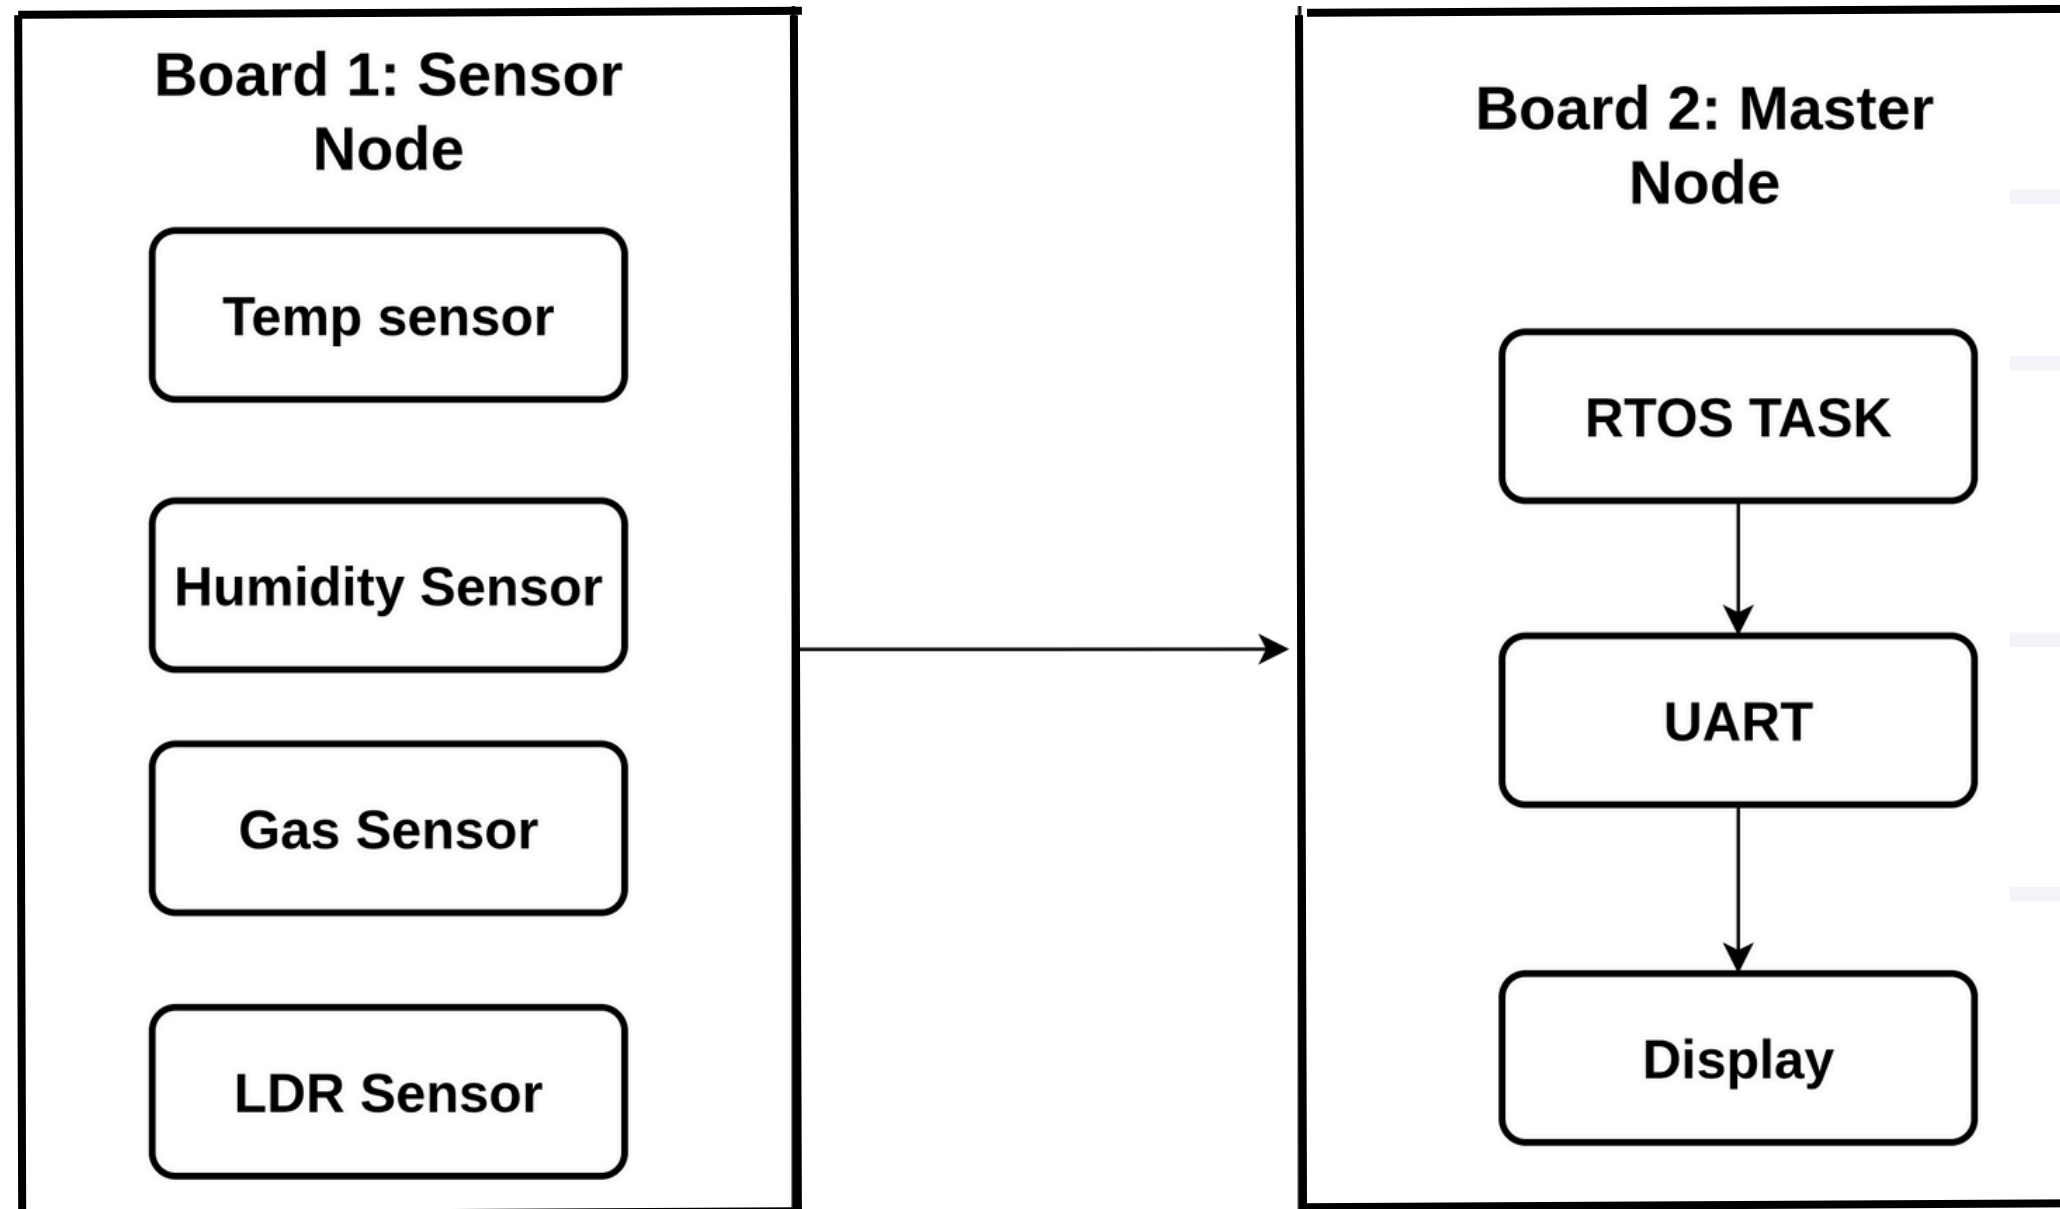 Board 1: Sensor
Node
Temp sensor
Humidity Sensor
Gas Sensor
LDR Sensor
Board 2: Master
Node
RTOS TASK
UART
Display